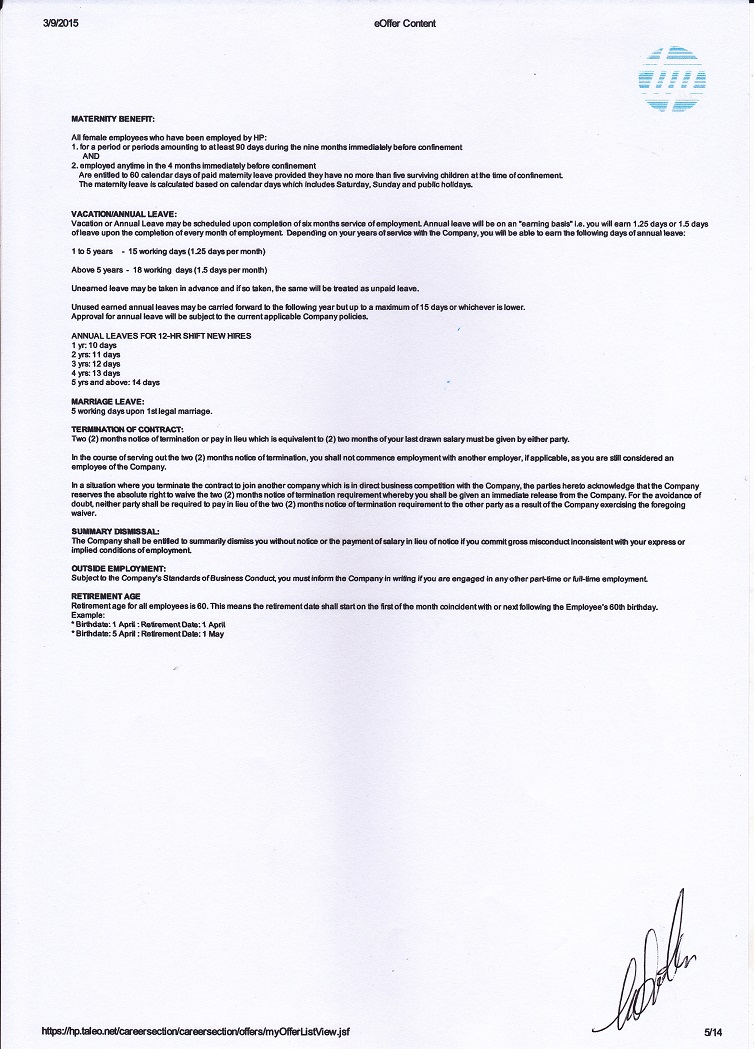 3/9/2015
eOffer Content
MATERNITY BENEFIT:
All female employees who have been employed by HP:
1. for a period or periods amounting to at least 90 days during the nine months immediately before confinement
AND
2. employed anytime in the 4 months immediately before confinement
Are entitled to 60 calendar days of paid maternity leave provided they have no more than five surviving children at the time of confinement.
The maternity leave is calculated based on calendar days which includes Saturday, Sunday and public holidays.
VACATION/ANNUAL LEAVE:
Vacation or Annual Leave may be scheduled upon completion of six months service of employment. Annual leave will be on an "earning basis" i.e. you will earn 1.25 days or 1.5 days
of leave upon the completion of every month of employment. Depending on your years of service with the Company, you will be able to earn the following days of annual leave:
1 to 5 years - 15 working days (1.25 days per month)
Above 5 years - 18 working days (1.5 days per month)
Unearned leave may be taken in advance and if so taken, the same will be treated as unpaid leave.
Unused earned annual leaves may be carried forward to the following year but up to a maximum of 15 days or whichever is lower.
Approval for annual leave will be subject to the current applicable Company policies.
ANNUAL LEAVES FOR 12-HR SHIFT NEW HIRES
1 yr: 10 days
2 yrs: 11 days
3 yrs: 12 days
4 yrs: 13 days
5 yrs and above: 14 days
MARRIAGE LEAVE:
5 working days upon 1st legal marriage.
TERMINATION OF CONTRACT:
Two (2) months notice of termination or pay in lieu which is equivalent to (2) two months of your last drawn salary must be given by either party.
In the course of serving out the two (2) months notice of termination, you shall not commence employment with another employer, if applicable, as you are still considered an
employee of the Company.
In a situation where you terminate the contract to join another company which is in direct business competition with the Company, the parties hereto acknowledge that the Company
reserves the absolute right to waive the two (2) months notice of termination requirement whereby you shall be given an immediate release from the Company. For the avoidance of
doubt, neither party shall be required to pay in lieu of the two (2) months notice of termination requirement to the other party as a result of the Company exercising the foregoing
waiver.
SUMMARY DISMISSAL:
The Company shall be entitled to summarily dismiss you without notice or the payment of salary in lieu of notice if you commit gross misconduct inconsistent with your express or
implied conditions of employment.
OUTSIDE EMPLOYMENT:
Subject to the Company's Standards of Business Conduct, you must inform the Company in writing if you are engaged in any other part-time or full-time employment.
RETIREMENT AGE
Retirement age for all employees is 60. This means the retirement date shall start on the first of the month coincident with or next following the Employee's 60th birthday.
Example:
* Birthdate: 1 April : Retirement Date: 1 April
* Birthdate: 5 April : Retirement Date: 1 May
https://hp.taleo.net/careersection/careersection/offers/myOfferListView.jsf
5/14